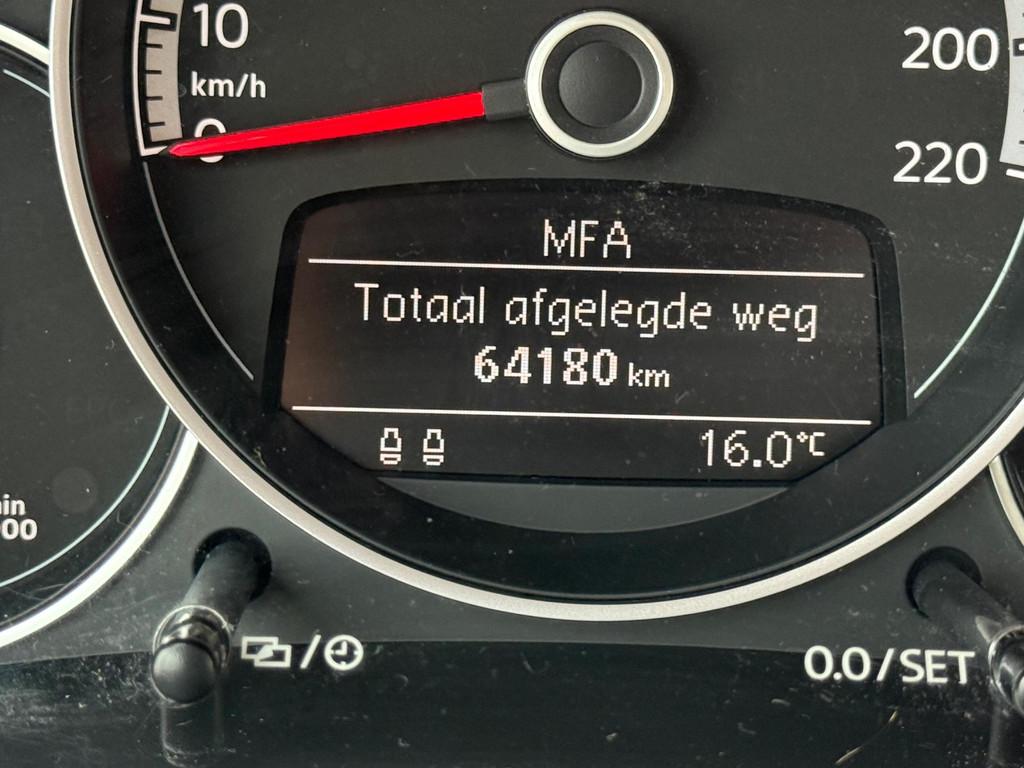 10
km/h
0
200
220
MFA
Totaal afgelegde weg
64180 km
16.0°C
0.0/SET